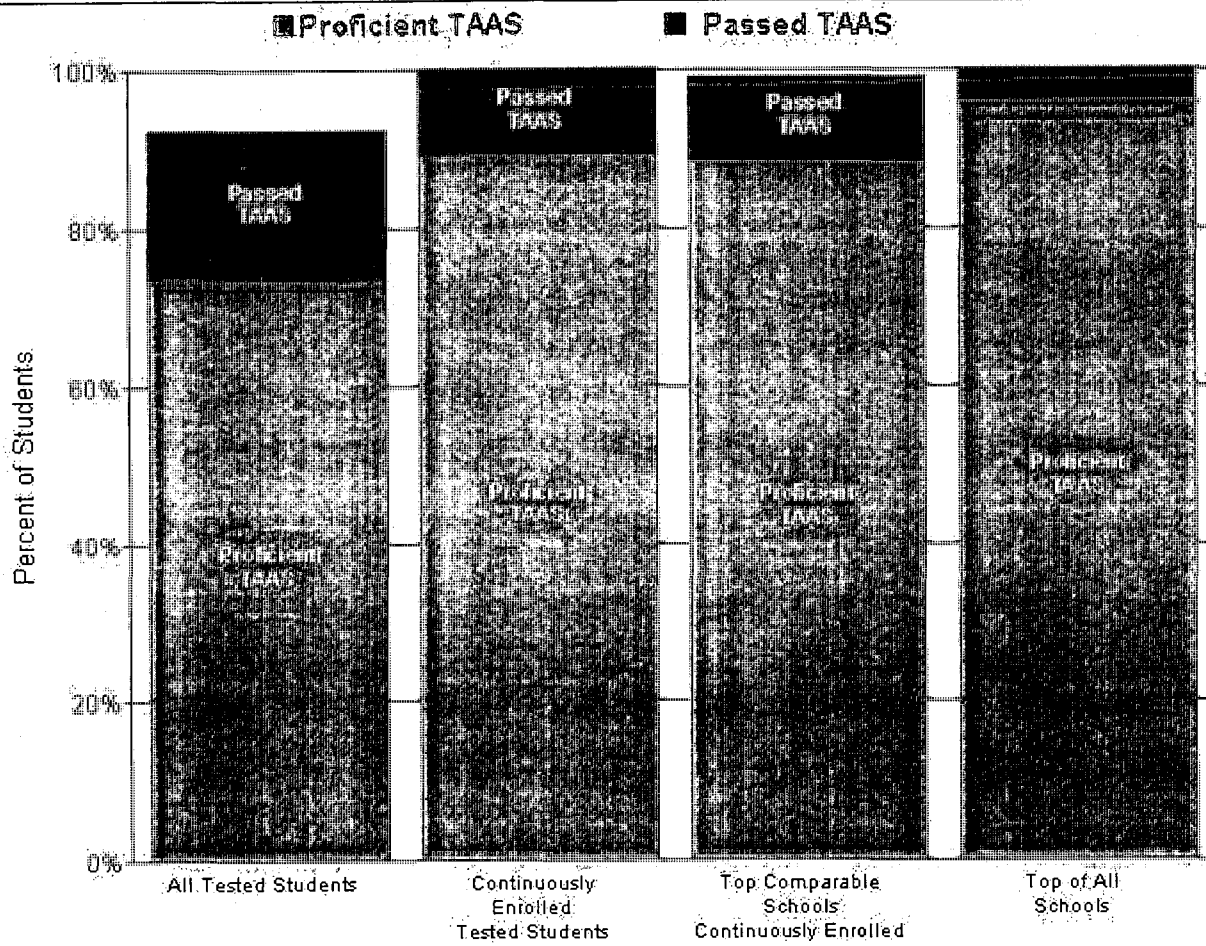 Proficient TAAS
Passed TAAS
100%
80%
60%
40%
20%
0%
Percent of Students
Passed
TAAS
Proficient
TAAS
Passed
TAAS
Proficient
TAAS
Passed
TAAS
Proficient
TAAS
Proficient
TAAS
All Tested Students
Continuously
Enrolled
Tested Students
Top Comparable
Schools
Continuously Enrolled
Top of All
Schools